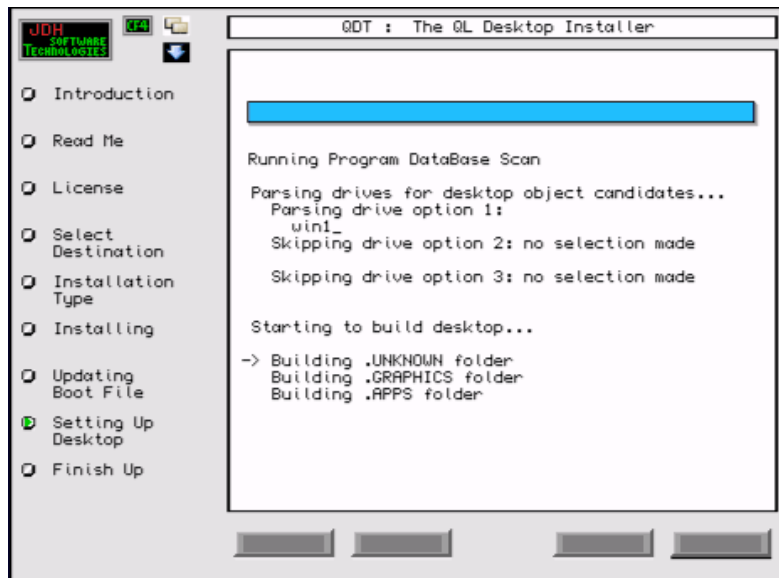 JDH
SOFTWARE
TECHNOLOGIES
CF4
QDT : The QL Desktop Installer
Introduction
Read Me
License
Select
Destination
Installation
Type
Installing
Updating
Boot File
Setting Up
Desktop
Finish Up
Running Program DataBase Scan
Parsing drives for desktop object candidates...
Parsing drive option 1:
win1_
Skipping drive option 2: no selection made
Skipping drive option 3: no selection made
Starting to build desktop...
-> Building .UNKNOWN folder
Building .GRAPHICS folder
Building .APPS folder